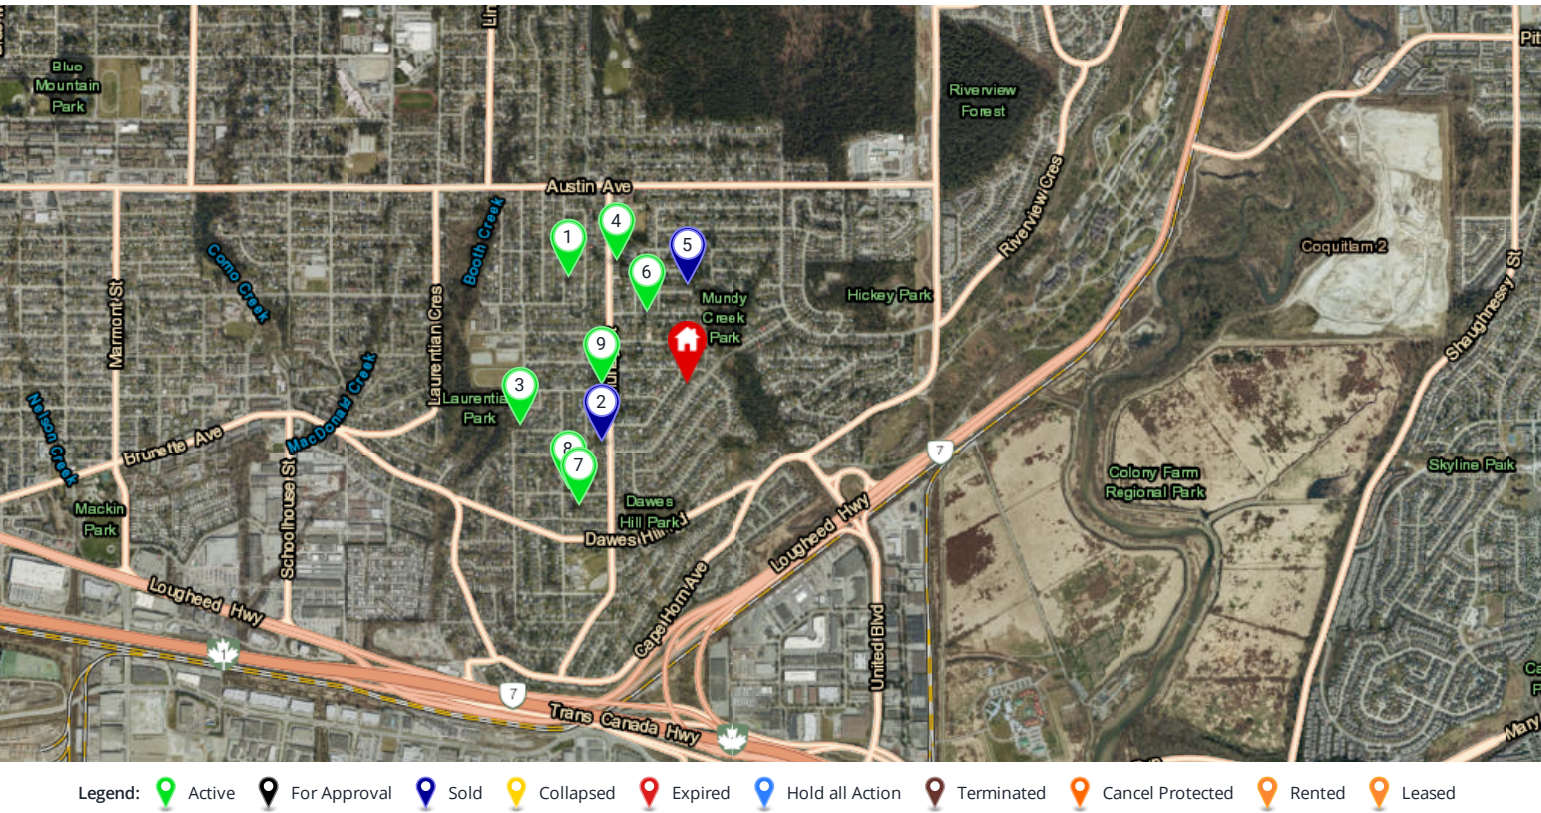 Blue
Mountain
Park
Lin
Pit
Riverview
Forest
Austin Ave
Riverview Cres
Coquitlam 2
Como Creek
Booth Creek
1
4
5
6
Mundy
Creek
Park
Hickey Park
Marmont St
Laurentian Cres
Shaughnessy St
9
3
2
Laurentia
Park
MacDonald Creek
Nelson Creek
Brunette Ave
8
7
7
Schoolhouse St
Mackin
Park
Dawes
Hill Park
Dawes Hill
Colony Farm
Regional Park
Skyline Park
Lougheed Hwy
Lougheed Hwy
Cape Horn Ave
United Blvd
7
Trans Canada Hwy
Mary
Legend: Active For Approval Sold Collapsed Expired Hold all Action Terminated Cancel Protected Rented Leased